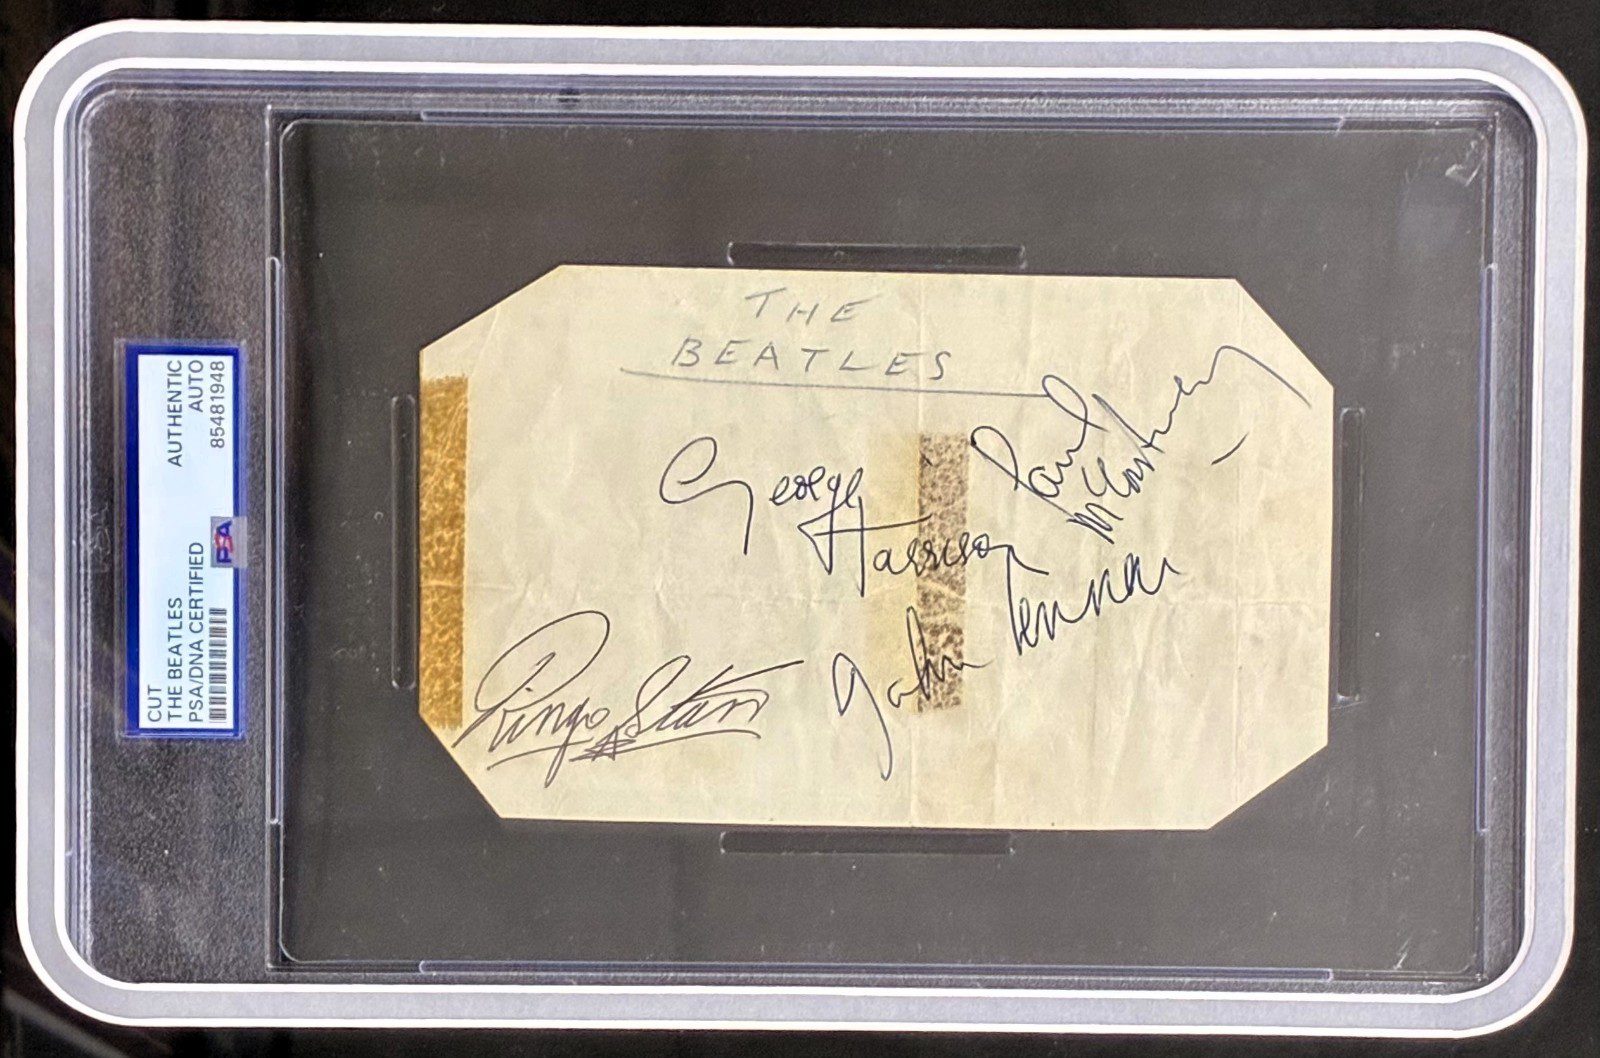 CUT
THE BEATLES
PSA/DNA CERTIFIED
AUTHENTIC
AUTO
85481948
PSA
THE
BEATLES
George
Harrison
Paul
McCartney
John Lennon
Ringo Starr